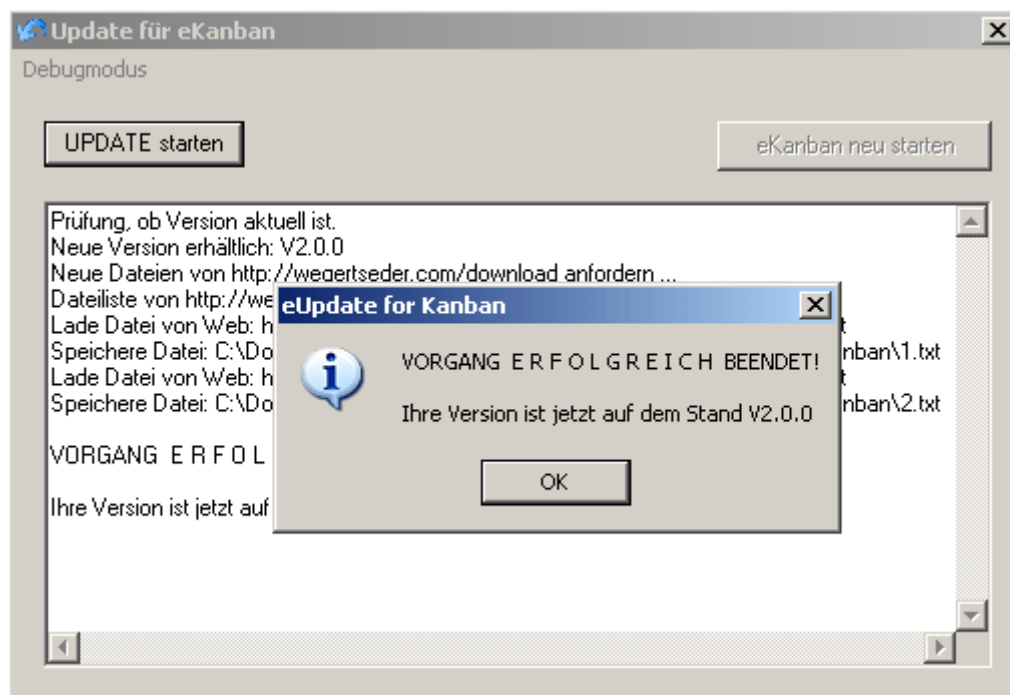 Update für eKanban
Debugmodus
UPDATE starten
eKanban neu starten
Prüfung, ob Version aktuell ist.
Neue Version erhältlich: V2.0.0
Neue Dateien von http://wegertseder.com/download anfordern ...
Dateiliste von http://we
Lade Datei von Web: h t
Speichere Datei: C:\Do nban\1.txt
Lade Datei von Web: h t
Speichere Datei: C:\Do nban\2.txt
VORGANG E R F O L
Ihre Version ist jetzt auf
eUpdate for Kanban
VORGANG E R F O L G R E I C H BEENDET!
Ihre Version ist jetzt auf dem Stand V2.0.0
OK